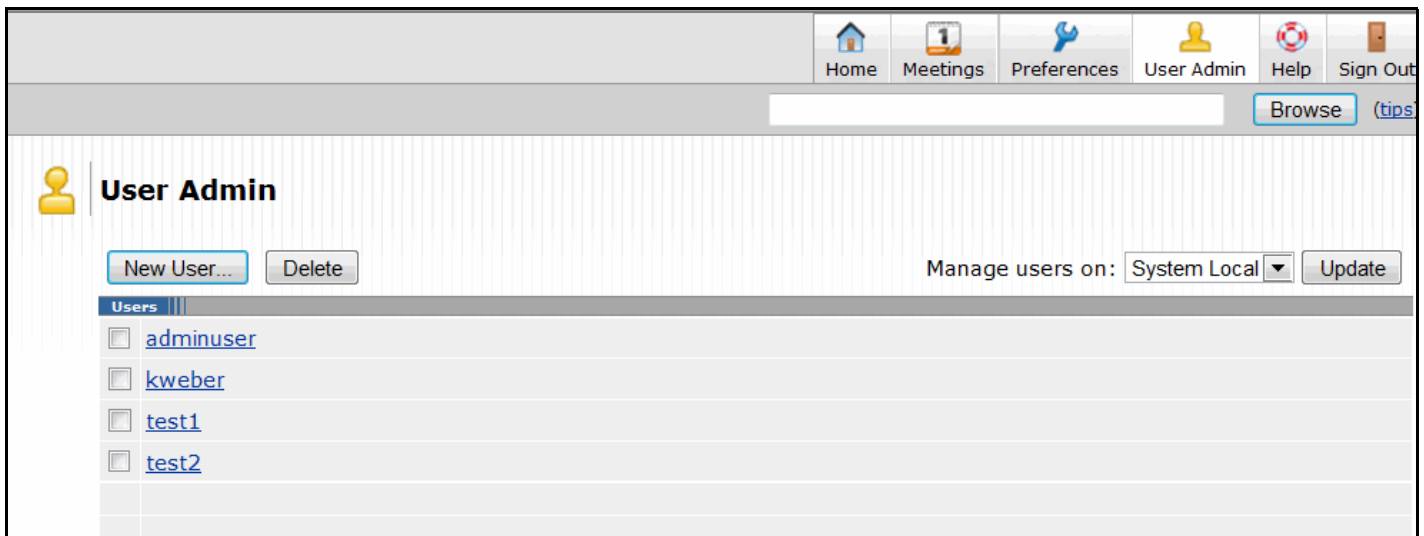 1
Home Meetings Preferences User Admin Help Sign Out
Browse (tips)
User Admin
New User... Delete Manage users on: System Local Update
Users
adminuser
kweber
test1
test2